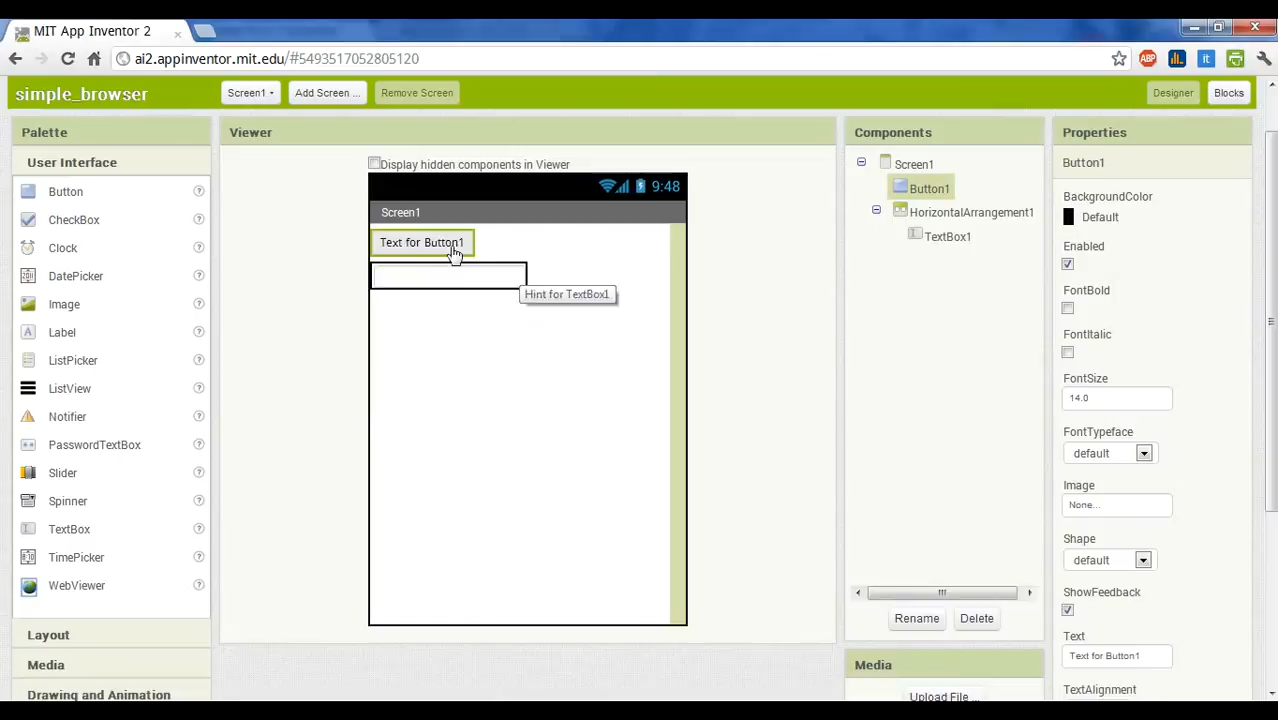 MIT App Inventor 2
ai2.appinventor.mit.edu/#5493517052805120
ABP
it
simple_browser
Screen1
Add Screen ...
Remove Screen
Designer
Blocks
Palette
User Interface
Button
CheckBox
Clock
DatePicker
Image
Label
ListPicker
ListView
Notifier
PasswordTextBox
Slider
Spinner
TextBox
TimePicker
WebViewer
Layout
Media
Drawing and Animation
Viewer
Display hidden components in Viewer
9:48
Screen1
Text for Button1
Hint for TextBox1
Components
Screen1
Button1
HorizontalArrangement1
TextBox1
Rename
Delete
Media
Upload File ...
Properties
Button1
BackgroundColor
Default
Enabled
FontBold
FontItalic
FontSize
14.0
FontTypeface
default
Image
None...
Shape
default
ShowFeedback
Text
Text for Button1
TextAlignment